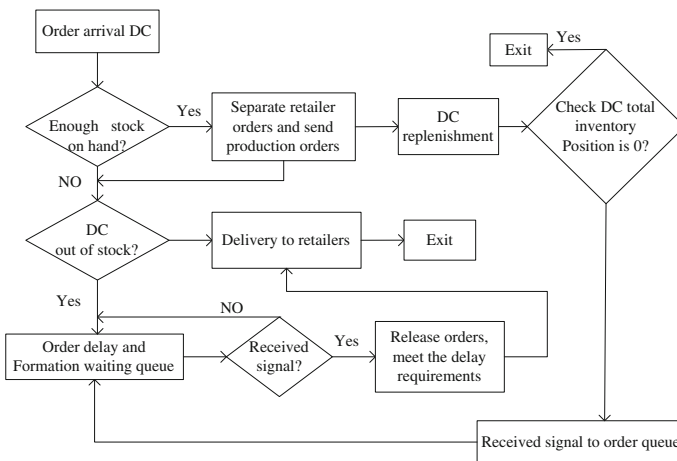 Order arrival DC
Enough stock
on hand?
Yes
Separate retailer
orders and send
production orders
DC
replenishment
Check DC total
inventory
Position is 0?
Yes
Exit
NO
DC
out of stock?
Delivery to retailers
Exit
Yes
NO
Order delay and
Formation waiting queue
Received
signal?
Yes
Release orders,
meet the delay
requirements
Received signal to order queue